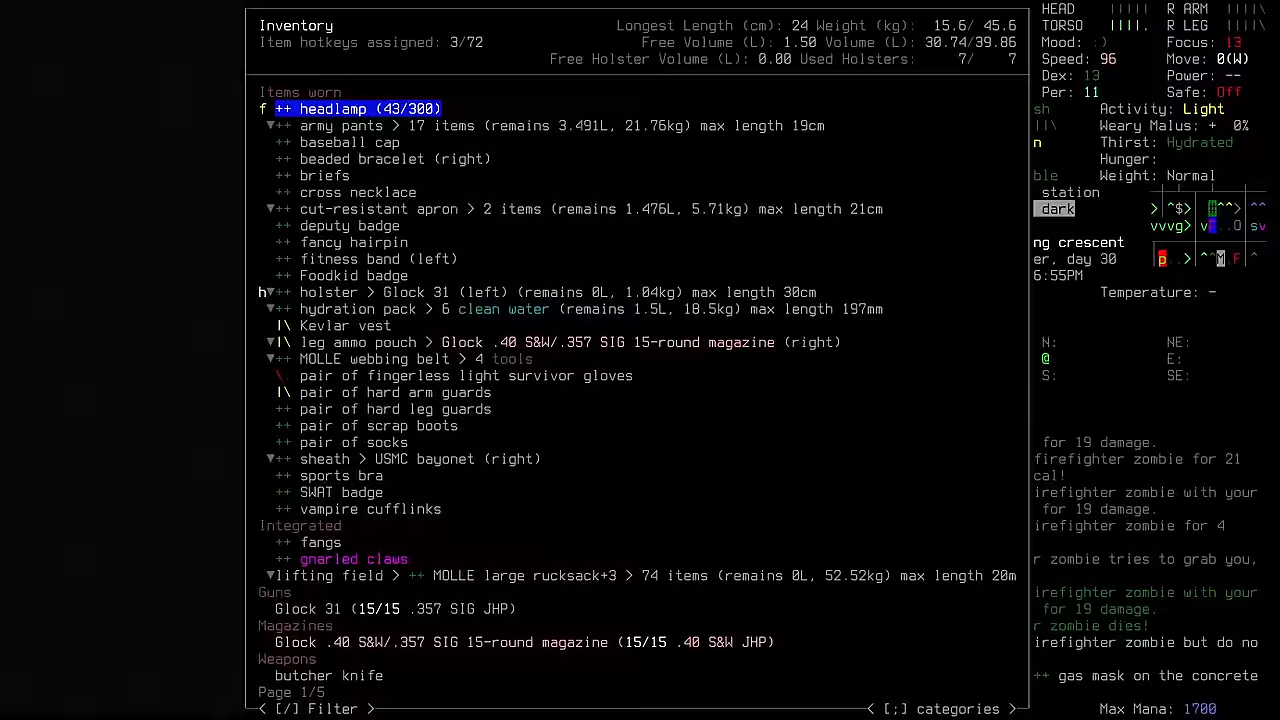 Inventory
Longest Length (cm): 24 Weight (kg): 15.6/ 45.6
Item hotkeys assigned: 3/72
Free Volume (L): 1.50 Volume (L): 30.74/39.86
Free Holster Volume (L): 0.00 Used Holsters: 7/ 7
Items worn
f ++ headlamp (43/300)
▼++ army pants > 17 items (remains 3.491L, 21.76kg) max length 19cm
++ baseball cap
++ beaded bracelet (right)
++ briefs
++ cross necklace
▼++ cut-resistant apron > 2 items (remains 1.476L, 5.71kg) max length 21cm
++ deputy badge
++ fancy hairpin
++ fitness band (left)
++ Foodkid badge
h▼++ holster > Glock 31 (left) (remains 0L, 1.04kg) max length 30cm
▼++ hydration pack > 6 clean water (remains 1.5L, 18.5kg) max length 197mm
|\ Kevlar vest
▼|\ leg ammo pouch > Glock .40 S&W/.357 SIG 15-round magazine (right)
▼++ MOLLE webbing belt > 4 tools
\. pair of fingerless light survivor gloves
|\ pair of hard arm guards
++ pair of hard leg guards
++ pair of scrap boots
++ pair of socks
▼++ sheath > USMC bayonet (right)
++ sports bra
++ SWAT badge
++ vampire cufflinks
Integrated
++ fangs
++ gnarled claws
▼lifting field > ++ MOLLE large rucksack+3 > 74 items (remains 0L, 52.52kg) max length 20m
Guns
Glock 31 (15/15 .357 SIG JHP)
Magazines
Glock .40 S&W/.357 SIG 15-round magazine (15/15 .40 S&W JHP)
Weapons
butcher knife
Page 1/5
< [/] Filter >
< [;] categories >
HEAD ||||| R ARM ||||\
TORSO ||||. R LEG ||||\
Mood: :) Focus: 13
Speed: 96 Move: 0(W)
Dex: 13 Power: --
Per: 11 Safe: Off
sh Activity: Light
||\ Weary Malus: + 0%
n Thirst: Hydrated
Hunger:
ble Weight: Normal
station
dark
ng crescent
er, day 30
6:55PM
Temperature: -
N: NE:
@ E:
S: SE:
for 19 damage.
firefighter zombie for 21
cal!
irefighter zombie with your
for 19 damage.
irefighter zombie for 4
r zombie tries to grab you,
irefighter zombie with your
for 19 damage.
r zombie dies!
irefighter zombie but do no
++ gas mask on the concrete
Max Mana: 1700